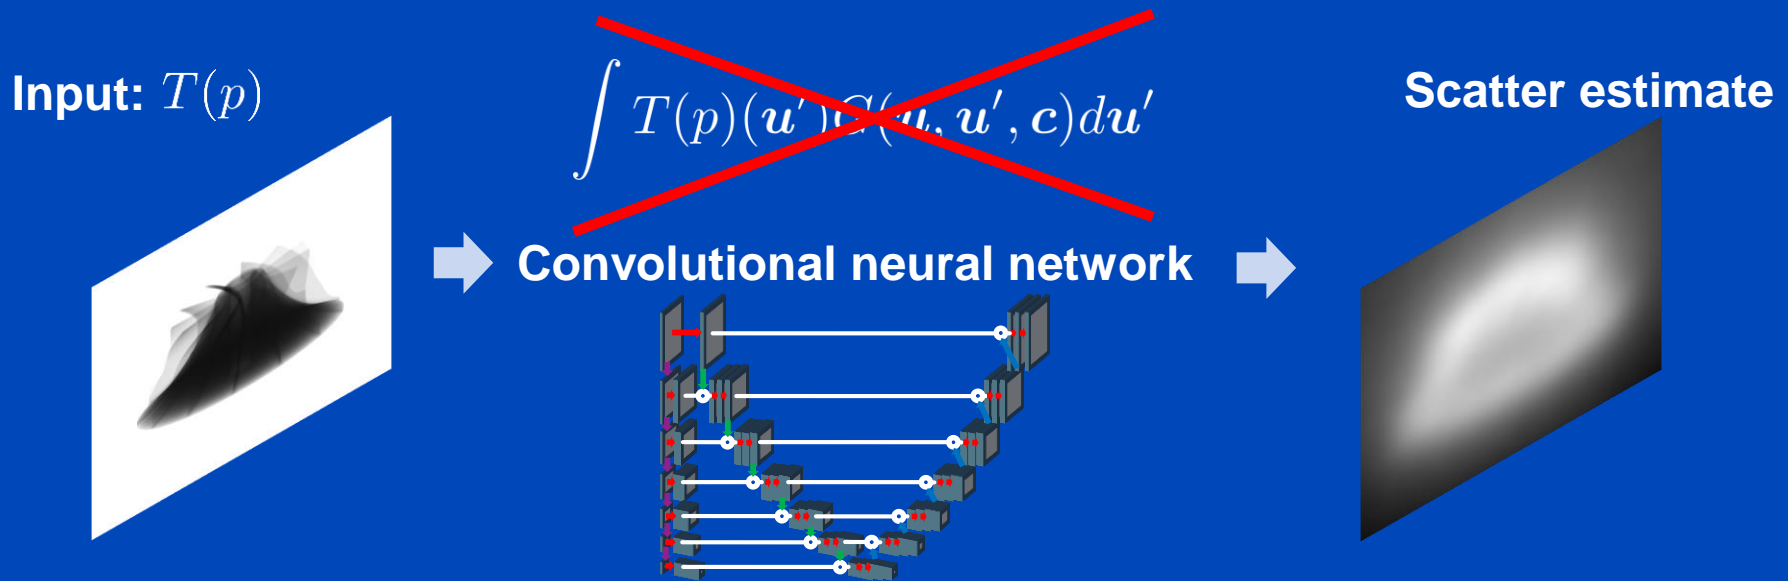 Input: T(p)
∫ T(p)(u′)G(u, u′, c)du′
Scatter estimate
Convolutional neural network